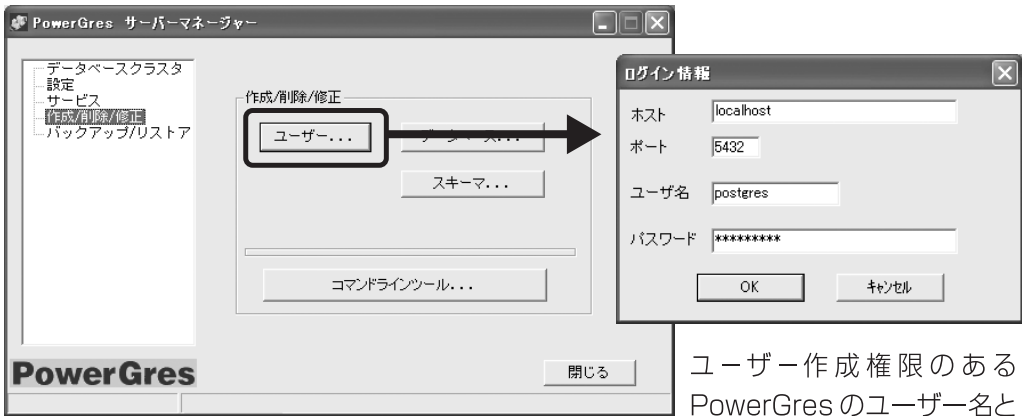 PowerGres サーバーマネージャー
データベースクラスタ
設定
サービス
作成/削除/修正
バックアップ/リストア
作成/削除/修正
ユーザー...
スキーマ...
コマンドラインツール...
PowerGres
閉じる
ログイン情報
ホスト localhost
ポート 5432
ユーザ名 postgres
パスワード *********
OK キャンセル
ユーザー作成権限のある
PowerGresのユーザー名と